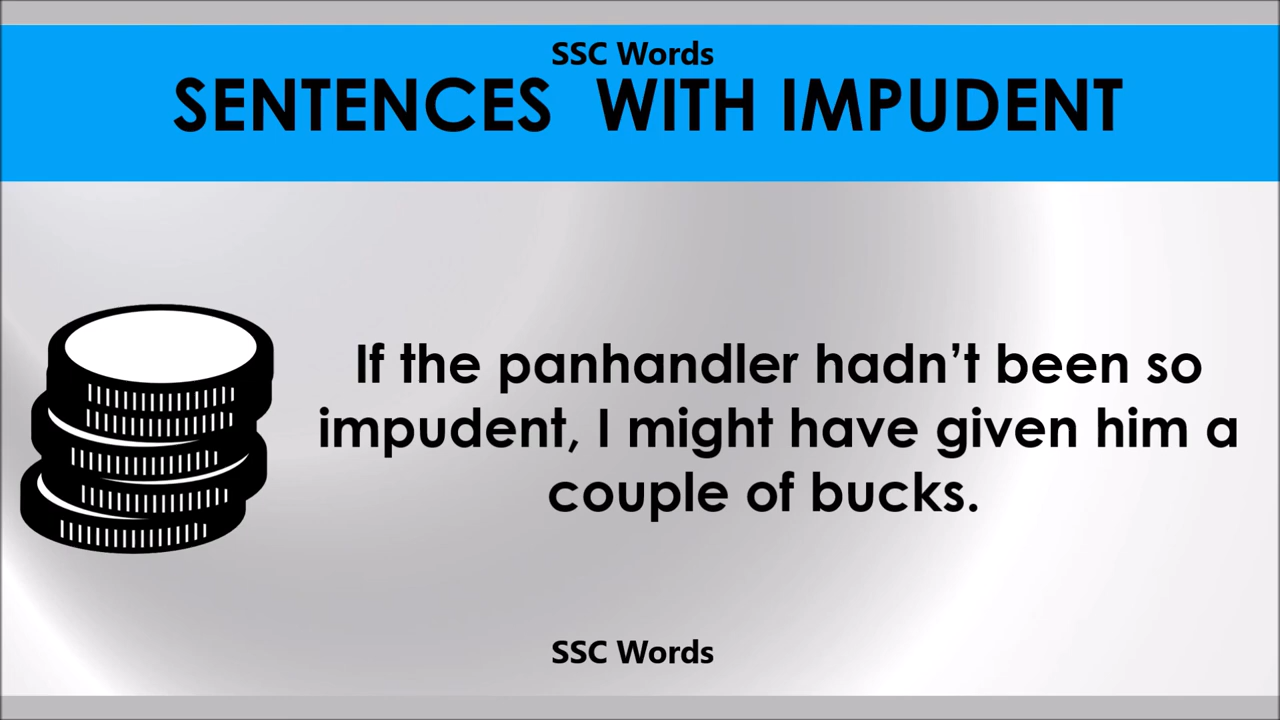 SSC Words
SENTENCES WITH IMPUDENT
If the panhandler hadn’t been so
impudent, I might have given him a
couple of bucks.
SSC Words